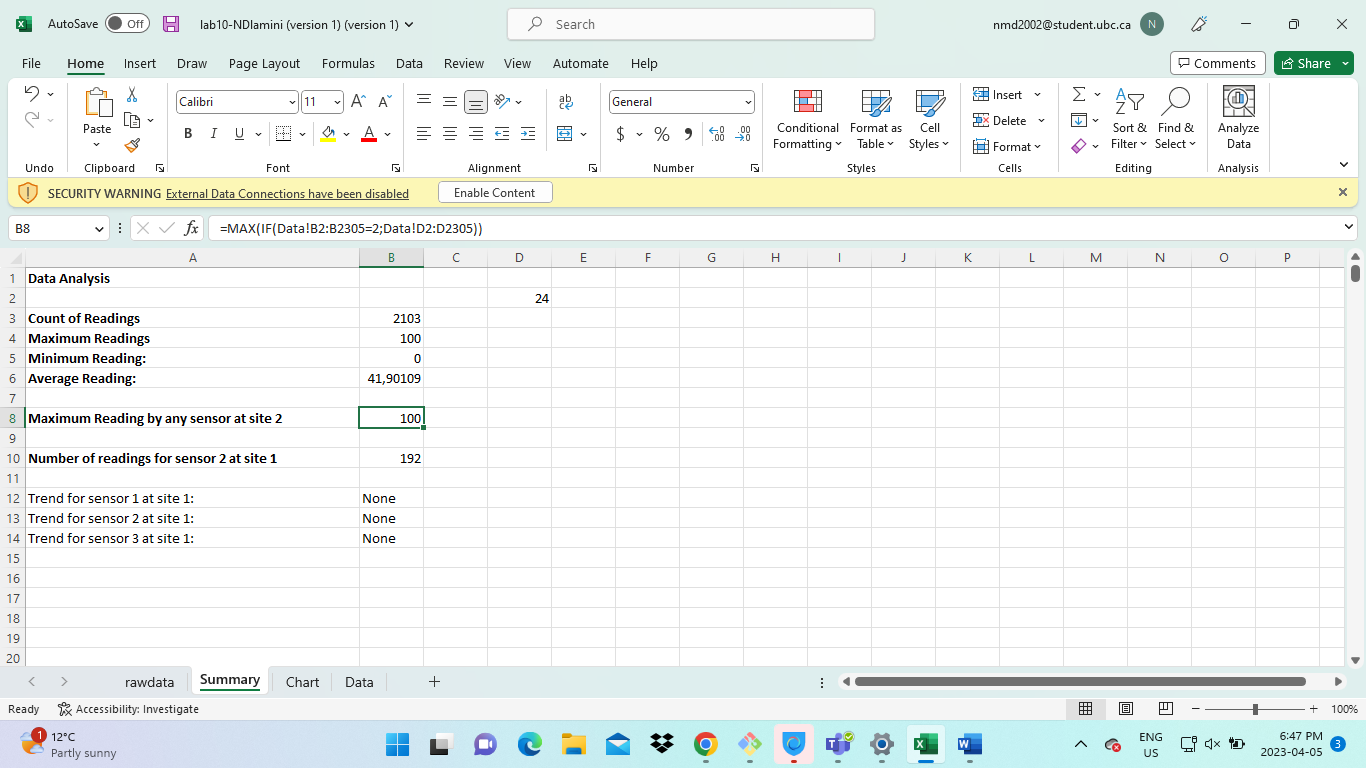 AutoSave Off lab10-NDlamini (version 1) (version 1) Search nmd2002@student.ubc.ca N
File Home Insert Draw Page Layout Formulas Data Review View Automate Help Comments Share
Calibri 11 General Insert
Paste Conditional Formatting Format as Table Cell Styles Delete Sort & Filter Find & Select Analyze Data
Format
Undo Clipboard Font Alignment Number Styles Cells Editing Analysis
SECURITY WARNING External Data Connections have been disabled Enable Content
B8 fx =MAX(IF(Data!B2:B2305=2;Data!D2:D2305))
A B C D E F G H I J K L M N O P
1 Data Analysis
2 24
3 Count of Readings 2103
4 Maximum Readings 100
5 Minimum Reading: 0
6 Average Reading: 41,90109
7
8 Maximum Reading by any sensor at site 2 100
9
10 Number of readings for sensor 2 at site 1 192
11
12 Trend for sensor 1 at site 1: None
13 Trend for sensor 2 at site 1: None
14 Trend for sensor 3 at site 1: None
15
16
17
18
19
20
rawdata Summary Chart Data
Ready Accessibility: Investigate 100%
1 12°C Partly sunny ENG US 6:47 PM 2023-04-05 3